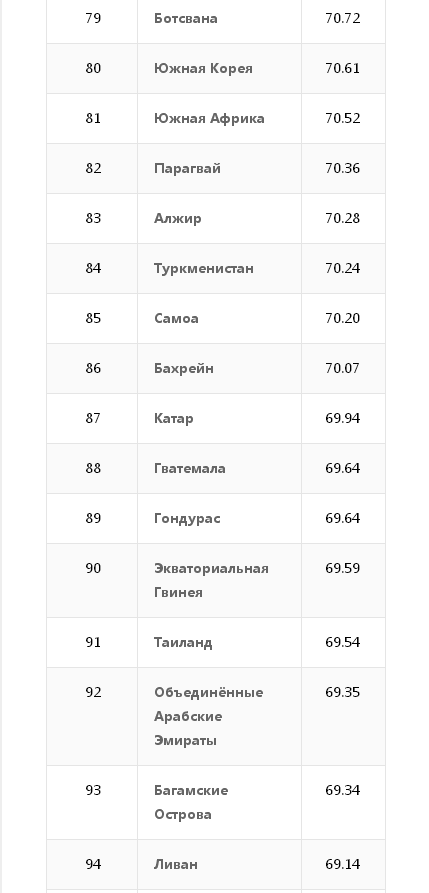 79 Ботсвана 70.72
80 Южная Корея 70.61
81 Южная Африка 70.52
82 Парагвай 70.36
83 Алжир 70.28
84 Туркменистан 70.24
85 Самоа 70.20
86 Бахрейн 70.07
87 Катар 69.94
88 Гватемала 69.64
89 Гондурас 69.64
90 Экваториальная 69.59
Гвинея
91 Таиланд 69.54
92 Объединённые 69.35
Арабские
Эмираты
93 Багамские 69.34
Острова
94 Ливан 69.14